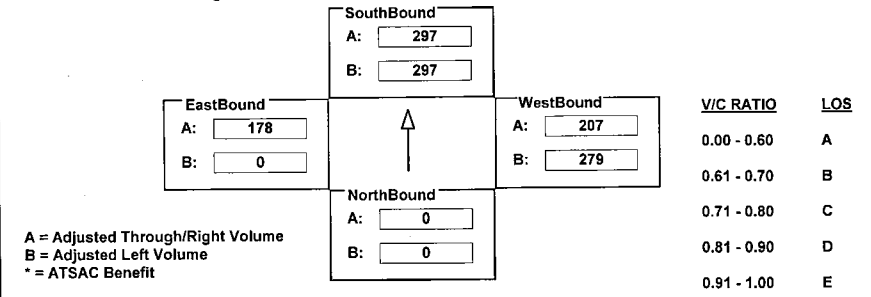 SouthBound
A: 297
B: 297
EastBound
A: 178
B: 0
WestBound
A: 207
B: 279
NorthBound
A: 0
B: 0
A = Adjusted Through/Right Volume
B = Adjusted Left Volume
* = ATSAC Benefit
V/C RATIO LOS
0.00 - 0.60 A
0.61 - 0.70 B
0.71 - 0.80 C
0.81 - 0.90 D
0.91 - 1.00 E